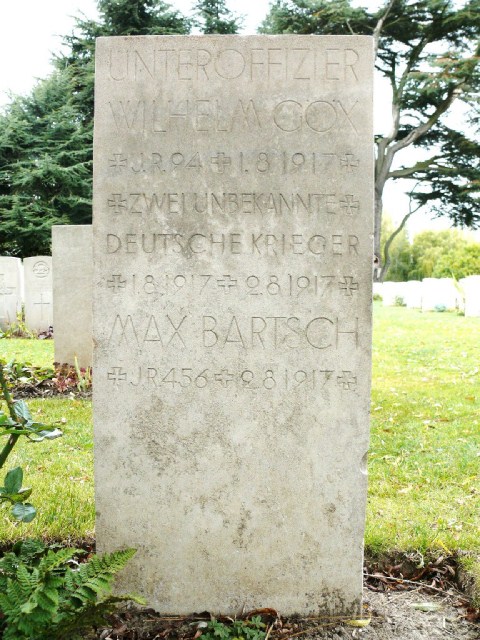 UNTEROFFIZIER
WILHELM COX
✠ J.R.94 ✠ 1.8.1917 ✠
✠ ZWEI UNBEKANNTE ✠
DEUTSCHE KRIEGER
✠ 1.8.1917 ✠ 2.8.1917 ✠
MAX BARTSCH
✠ J.R.456 ✠ 2.8.1917 ✠